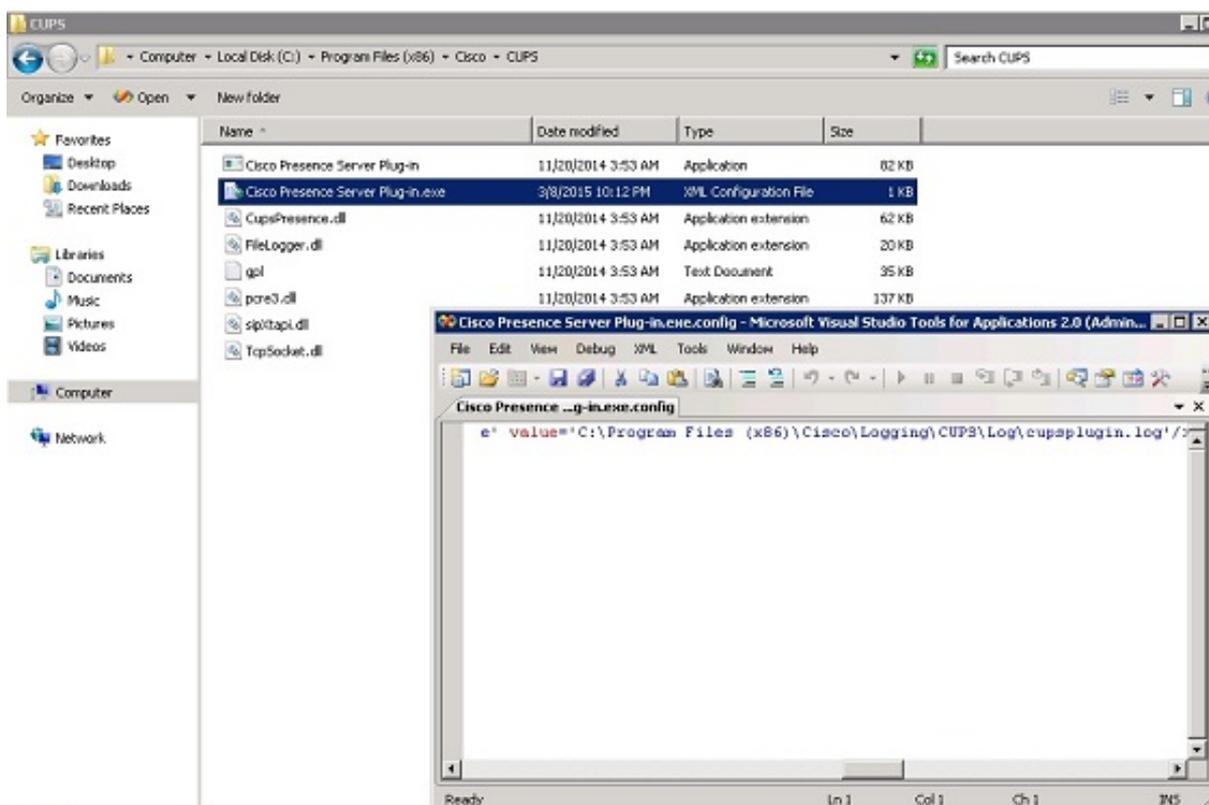 CUPS
Computer Local Disk (C:) Program Files (x86) Cisco CUPS
Search CUPS
Organize Open New folder
Favorites
Desktop
Downloads
Recent Places
Libraries
Documents
Music
Pictures
Videos
Computer
Network
Name Date modified Type Size
Cisco Presence Server Plug-in 11/20/2014 3:53 AM Application 82 KB
Cisco Presence Server Plug-in.exe 3/8/2015 10:12 PM XML Configuration File 1 KB
CupsPresence.dll 11/20/2014 3:53 AM Application extension 62 KB
FileLogger.dll 11/20/2014 3:53 AM Application extension 20 KB
gpl 11/20/2014 3:53 AM Text Document 35 KB
pcre3.dll 11/20/2014 3:53 AM Application extension 137 KB
sipXtapi.dll
TcpSocket.dll
Cisco Presence Server Plug-in.exe.config - Microsoft Visual Studio Tools for Applications 2.0 (Admin...
File Edit View Debug XML Tools Window Help
Cisco Presence ...g-in.exe.config
e' value='C:\Program Files (x86)\Cisco\Logging\CUPS\Log\cupsplugin.log'/>
Ready Ln 1 Col 1 Ch 1 INS